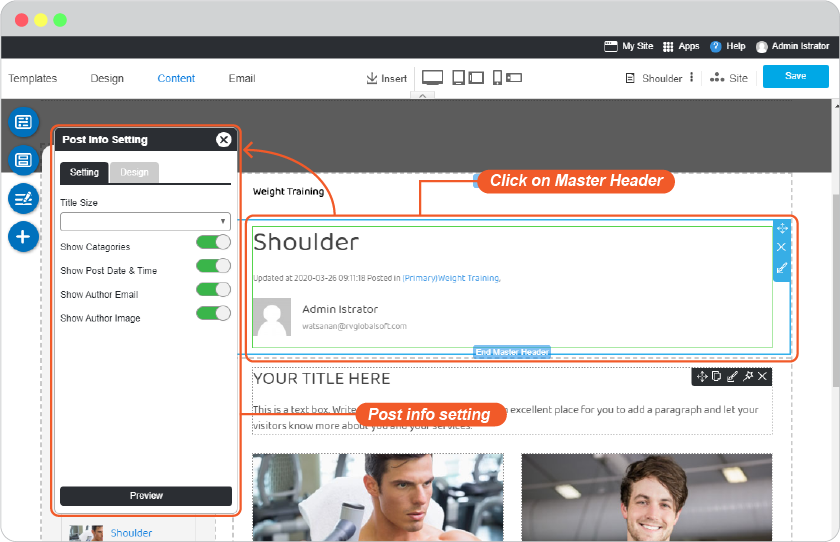 My Site Apps ? Help Admin Istrator
Templates Design Content Email Insert Shoulder Site Save
Post Info Setting
Setting Design
Title Size
Show Catagories
Show Post Date & Time
Show Author Email
Show Author Image
Preview
Shoulder
Click on Master Header
Weight Training
Shoulder
Updated at 2020-03-26 09:11:18 Posted in (Primary)Weight Training,
Admin Istrator
watsanan@rvglobalsoft.com
End Master Header
YOUR TITLE HERE
Post info setting
This is a text box. Write excellent place for you to add a paragraph and let your
visitors know more about you and your services.